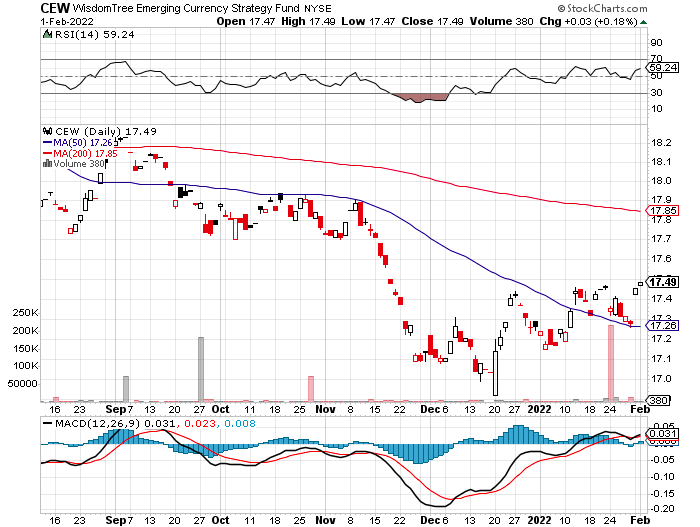 CEW WisdomTree Emerging Currency Strategy Fund NYSE © StockCharts.com
1-Feb-2022 Open 17.47 High 17.49 Low 17.47 Close 17.49 Volume 380 Chg +0.03 (+0.18%)
RSI(14) 59.24
90
70
59.24
50
30
10
CEW (Daily) 17.49
MA(50) 17.26
MA(200) 17.85
Volume 380
18.2
18.1
18.0
17.9
17.85
17.8
17.7
17.6
17.49
17.4
17.3
17.26
17.2
17.1
17.0
380
250K
200K
150K
100K
50000
16 23 Sep 7 13 20 27 Oct 11 18 25 Nov 8 15 22 Dec 6 13 20 27 2022 10 18 24 Feb
MACD(12,26,9) 0.031, 0.023, 0.008
0.05
0.031
-0.05
-0.10
-0.15
-0.20
16 23 Sep 7 13 20 27 Oct 11 18 25 Nov 8 15 22 Dec 6 13 20 27 2022 10 18 24 Feb